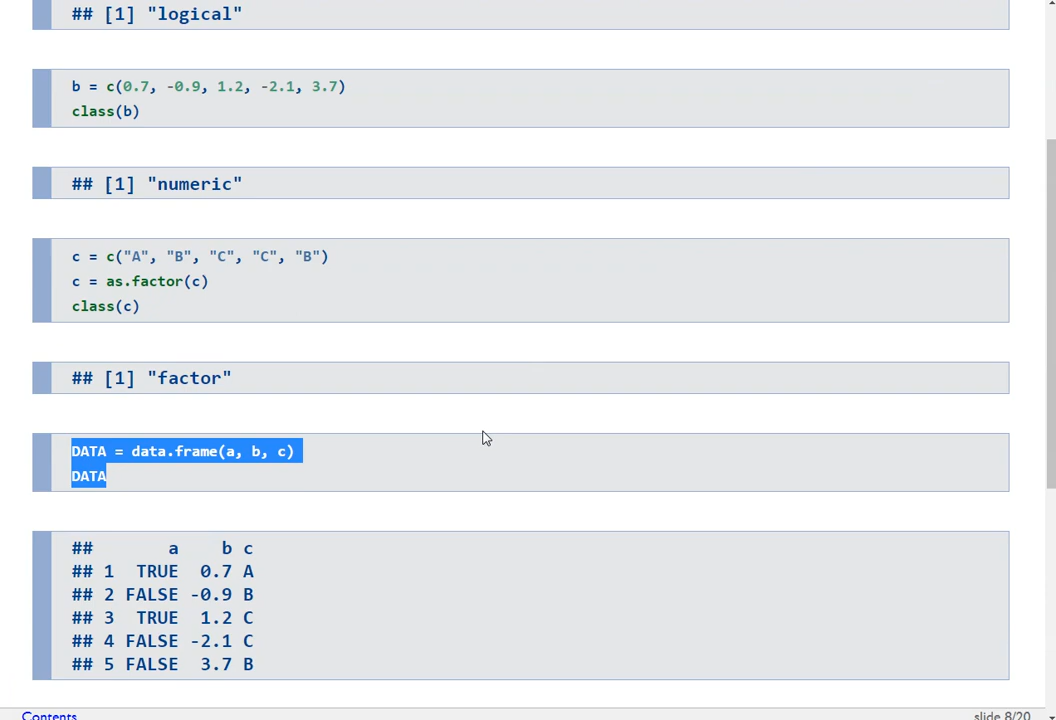 ## [1] "logical"
b = c(0.7, -0.9, 1.2, -2.1, 3.7)
class(b)
## [1] "numeric"
c = c("A", "B", "C", "C", "B")
c = as.factor(c)
class(c)
## [1] "factor"
DATA = data.frame(a, b, c)
DATA
##       a    b c
## 1  TRUE  0.7 A
## 2 FALSE -0.9 B
## 3  TRUE  1.2 C
## 4 FALSE -2.1 C
## 5 FALSE  3.7 B
Contents
slide 8/20